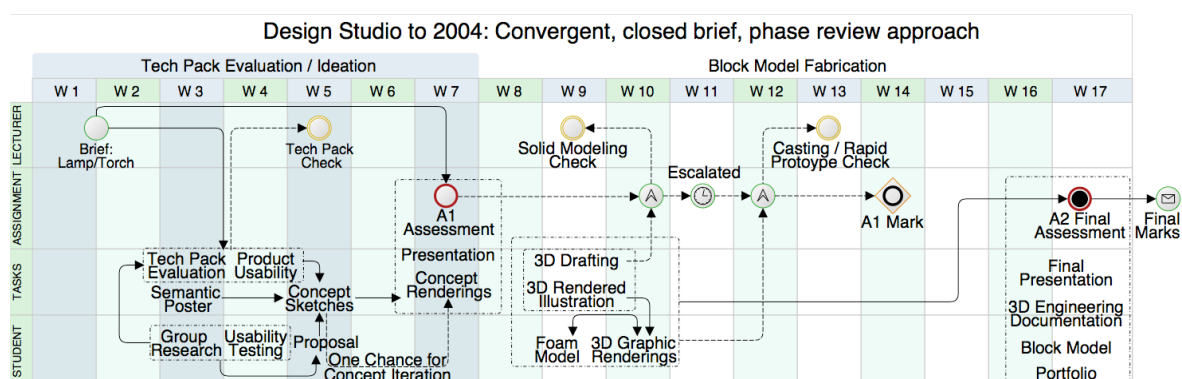 Design Studio to 2004: Convergent, closed brief, phase review approach
Tech Pack Evaluation / Ideation
Block Model Fabrication
W 1 W 2 W 3 W 4 W 5 W 6 W 7 W 8 W 9 W 10 W 11 W 12 W 13 W 14 W 15 W 16 W 17
LECTURER
Brief:
Lamp/Torch
Tech Pack
Check
Solid Modeling
Check
Casting / Rapid
Protoype Check
ASSIGNMENT
A1
Assessment
Escalated
A1 Mark
A2 Final
Assessment
Final
Marks
TASKS
Tech Pack
Evaluation
Product
Usability
Semantic
Poster
Concept
Sketches
Presentation
Concept
Renderings
3D Drafting
3D Rendered
Illustration
Final
Presentation
3D Engineering
Documentation
STUDENT
Group
Research
Usability
Testing
Proposal
One Chance for
Concept Iteration
Foam
Model
3D Graphic
Renderings
Block Model
Portfolio